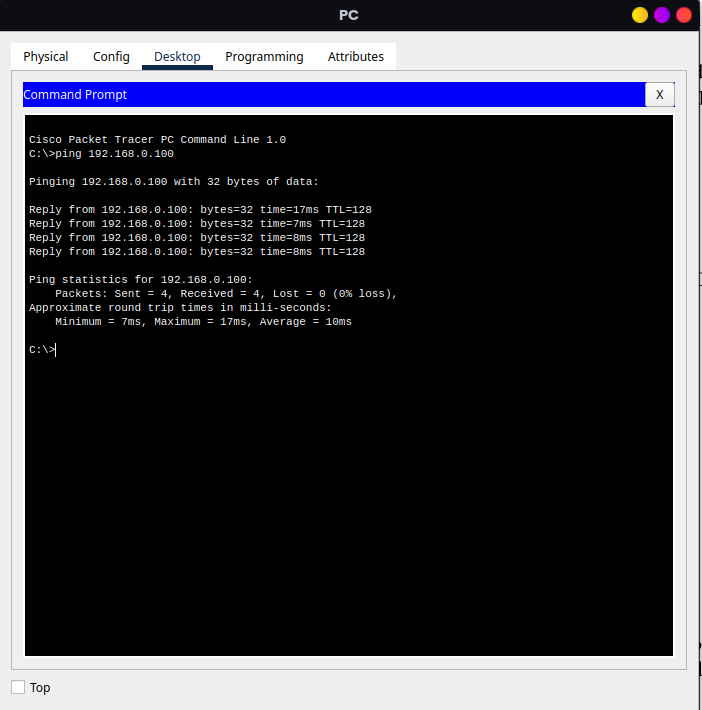 PC
Physical Config Desktop Programming Attributes
Command Prompt X
Cisco Packet Tracer PC Command Line 1.0
C:\>ping 192.168.0.100
Pinging 192.168.0.100 with 32 bytes of data:
Reply from 192.168.0.100: bytes=32 time=17ms TTL=128
Reply from 192.168.0.100: bytes=32 time=7ms TTL=128
Reply from 192.168.0.100: bytes=32 time=8ms TTL=128
Reply from 192.168.0.100: bytes=32 time=8ms TTL=128
Ping statistics for 192.168.0.100:
Packets: Sent = 4, Received = 4, Lost = 0 (0% loss),
Approximate round trip times in milli-seconds:
Minimum = 7ms, Maximum = 17ms, Average = 10ms
C:\>
Top